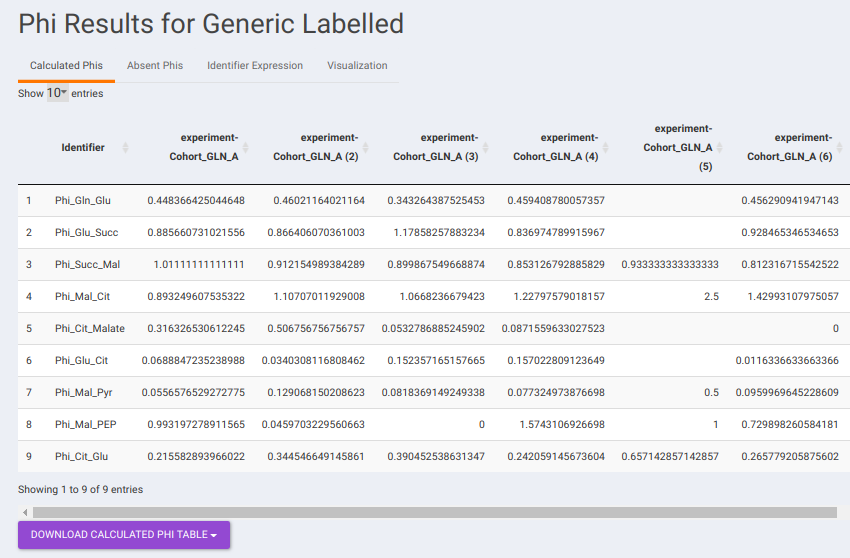 Phi Results for Generic Labelled
Calculated Phis Absent Phis Identifier Expression Visualization
Show 10 entries
Identifier experiment-Cohort_GLN_A experiment-Cohort_GLN_A (2) experiment-Cohort_GLN_A (3) experiment-Cohort_GLN_A (4) experiment-Cohort_GLN_A (5) experiment-Cohort_GLN_A (6)
1 Phi_Gln_Glu 0.448366425044648 0.46021164021164 0.343264387525453 0.459408780057357 0.456290941947143
2 Phi_Glu_Succ 0.885660731021556 0.866406070361003 1.17858257883234 0.836974789915967 0.928465346534653
3 Phi_Succ_Mal 1.01111111111111 0.912154989384289 0.899867549668874 0.853126792885829 0.933333333333333 0.812316715542522
4 Phi_Mal_Cit 0.893249607535322 1.10707011929008 1.0668236679423 1.22797579018157 2.5 1.42993107975057
5 Phi_Cit_Malate 0.316326530612245 0.506756756756757 0.0532786885245902 0.0871559633027523 0
6 Phi_Glu_Cit 0.0688847235238988 0.0340308116808462 0.152357165157665 0.157022809123649 0.0116336633663366
7 Phi_Mal_Pyr 0.0556576529272775 0.129068150208623 0.0818369149249338 0.077324973876698 0.5 0.0959969645228609
8 Phi_Mal_PEP 0.993197278911565 0.0459703229560663 0 1.5743106926698 1 0.729898260584181
9 Phi_Cit_Glu 0.215582893966022 0.344546649145861 0.390452538631347 0.242059145673604 0.657142857142857 0.265779205875602
Showing 1 to 9 of 9 entries
DOWNLOAD CALCULATED PHI TABLE